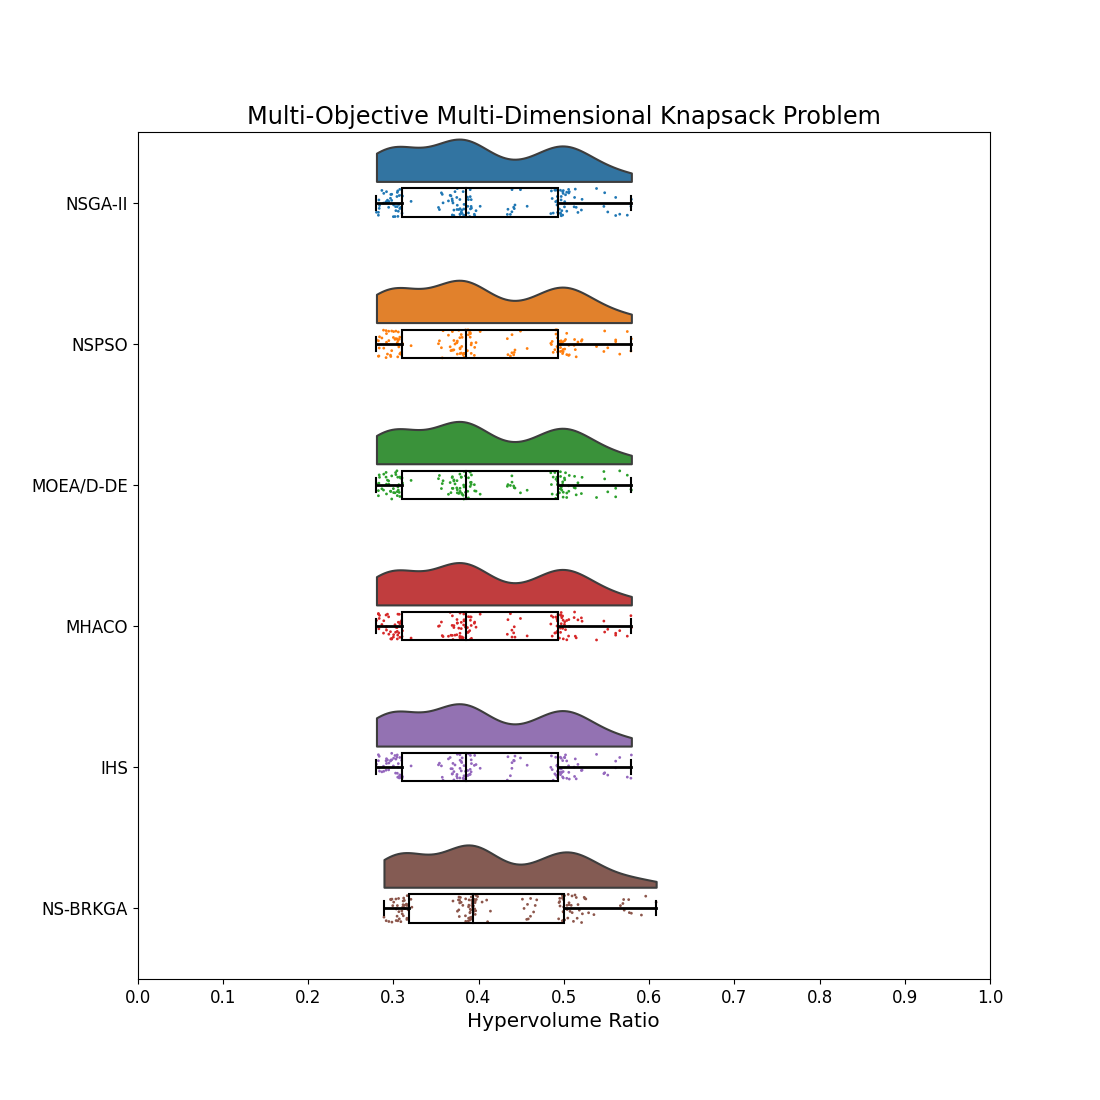 Multi-Objective Multi-Dimensional Knapsack Problem
NSGA-II
NSPSO
MOEA/D-DE
MHACO
IHS
NS-BRKGA
0.0 0.1 0.2 0.3 0.4 0.5 0.6 0.7 0.8 0.9 1.0
Hypervolume Ratio